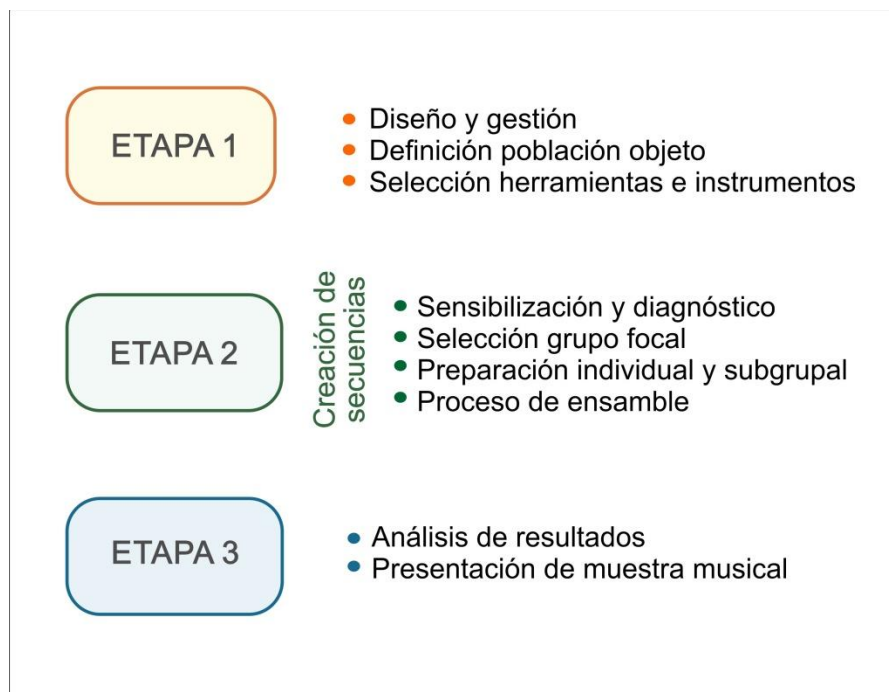 ETAPA 1
Diseño y gestión
Definición población objeto
Selección herramientas e instrumentos
ETAPA 2
Creación de
secuencias
Sensibilización y diagnóstico
Selección grupo focal
Preparación individual y subgrupal
Proceso de ensamble
ETAPA 3
Análisis de resultados
Presentación de muestra musical